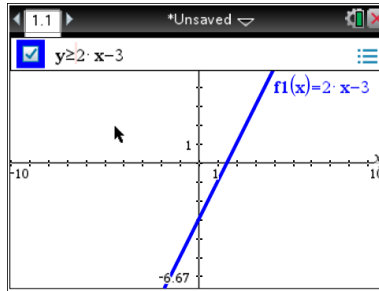 1.1 *Unsaved
y≥2· x−3
f1(x)=2· x−3
1
-10 1 10
x
-6.67